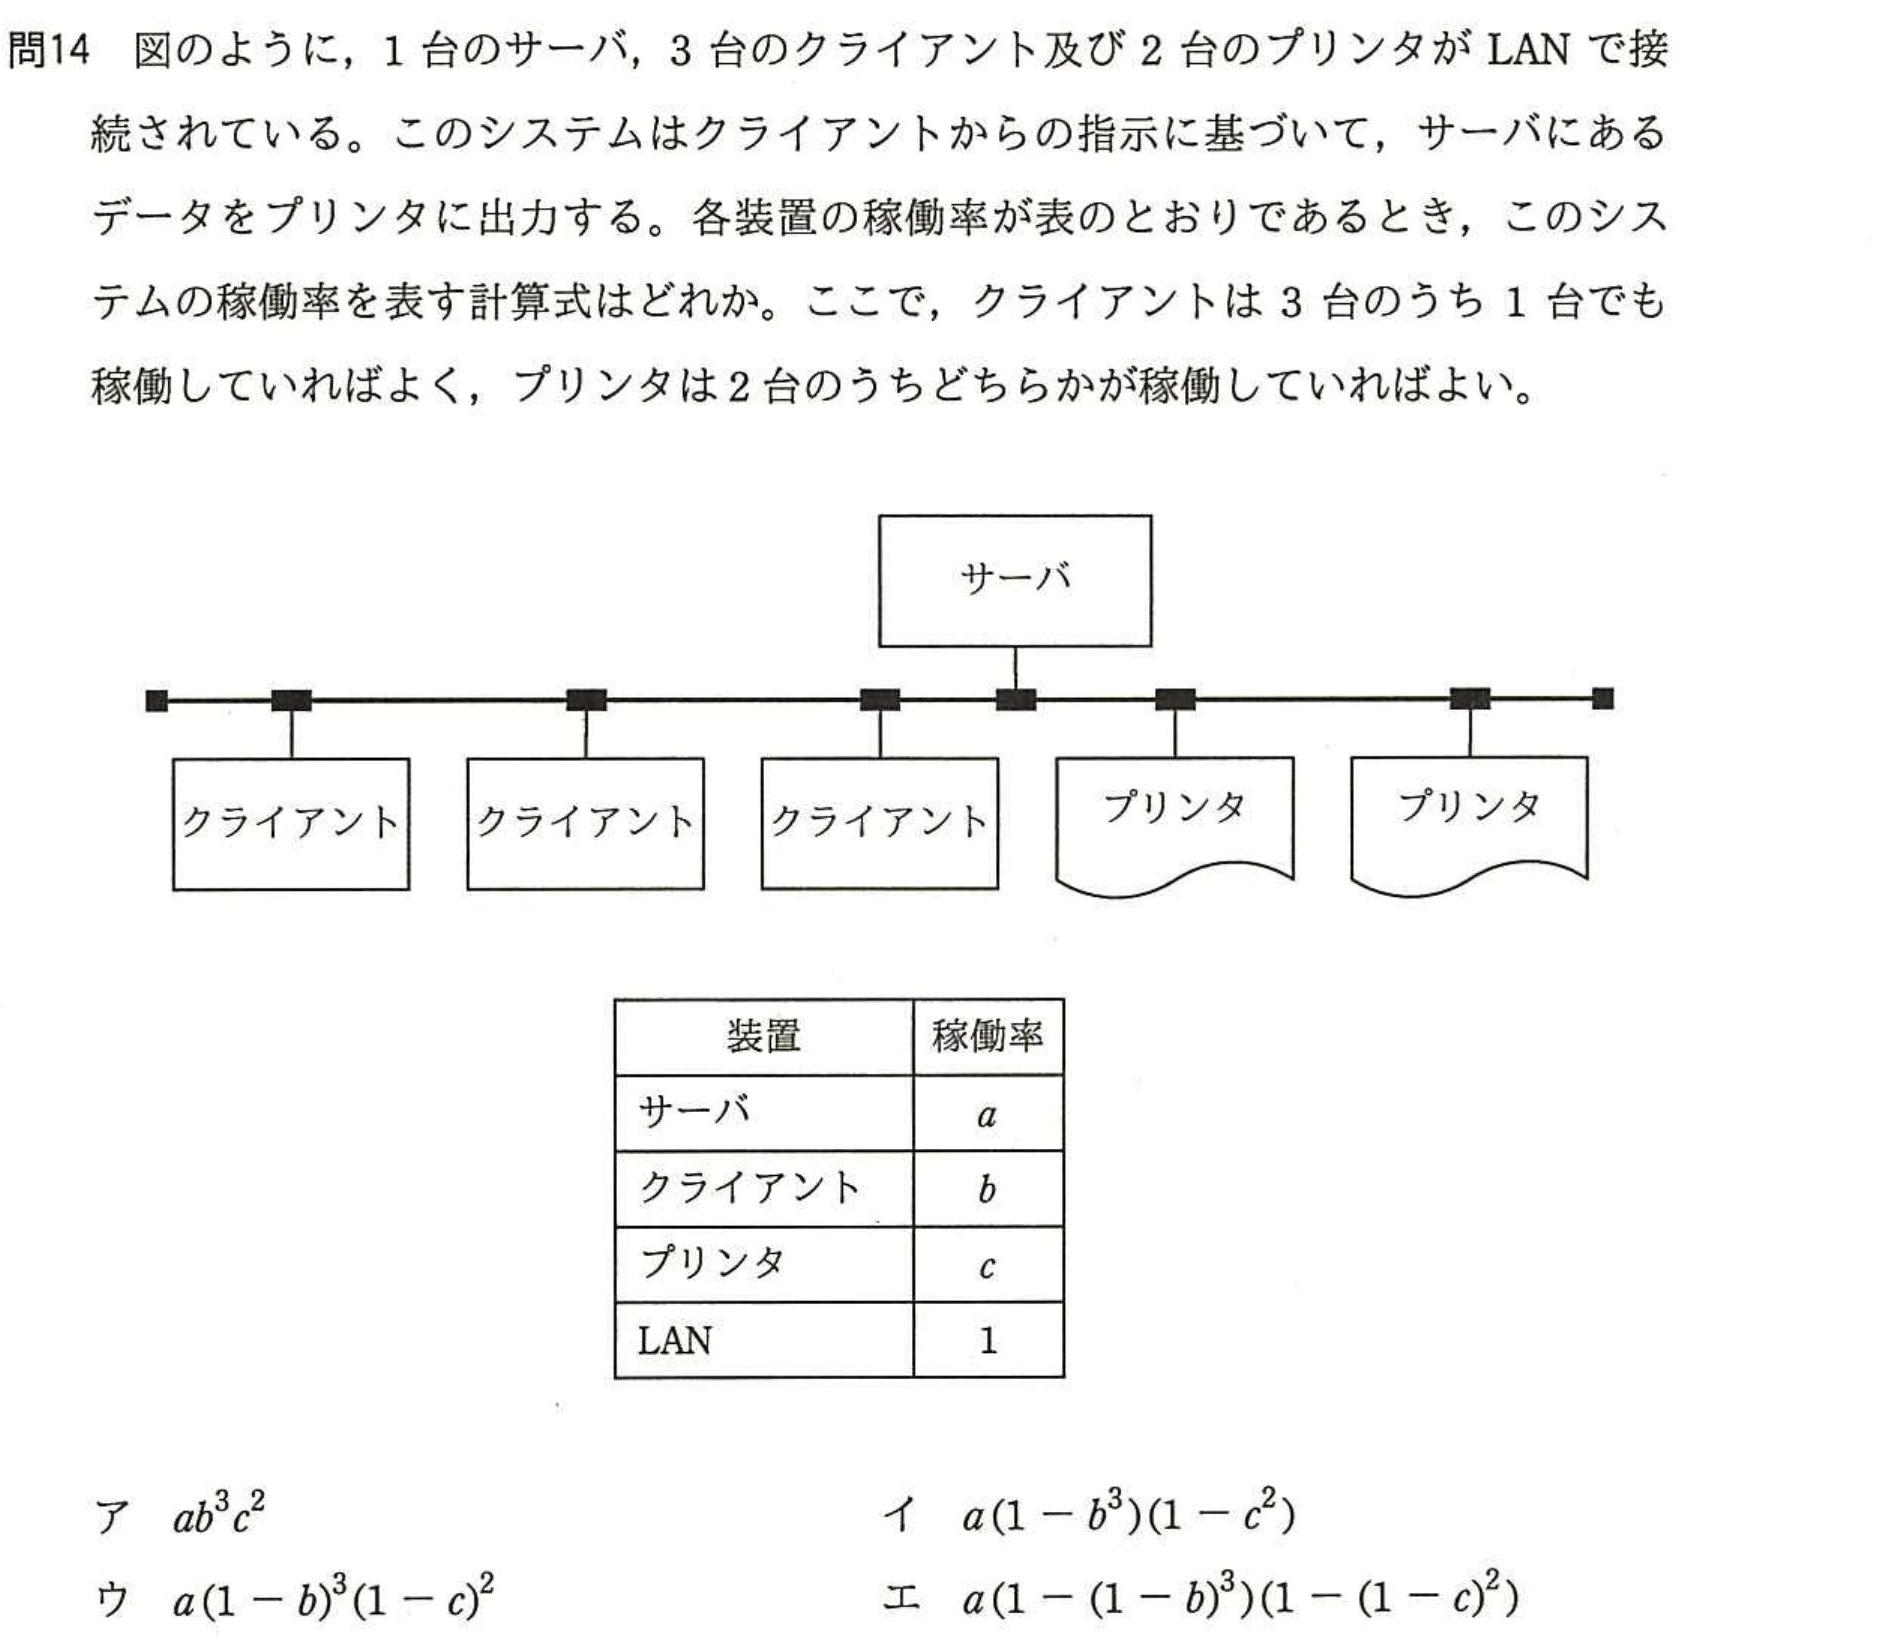 問14 図のように，1 台のサーバ，3 台のクライアント及び 2 台のプリンタが LAN で接
続されている。このシステムはクライアントからの指示に基づいて，サーバにある
データをプリンタに出力する。各装置の稼働率が表のとおりであるとき，このシス
テムの稼働率を表す計算式はどれか。ここで，クライアントは 3 台のうち 1 台でも
稼働していればよく，プリンタは 2 台のうちどちらかが稼働していればよい。
サーバ
クライアント クライアント クライアント プリンタ プリンタ
装置 稼働率
サーバ a
クライアント b
プリンタ c
LAN 1
ア ab³c² イ a(1 − b³)(1 − c²)
ウ a(1 − b)³(1 − c)² エ a(1 − (1 − b)³)(1 − (1 − c)²)